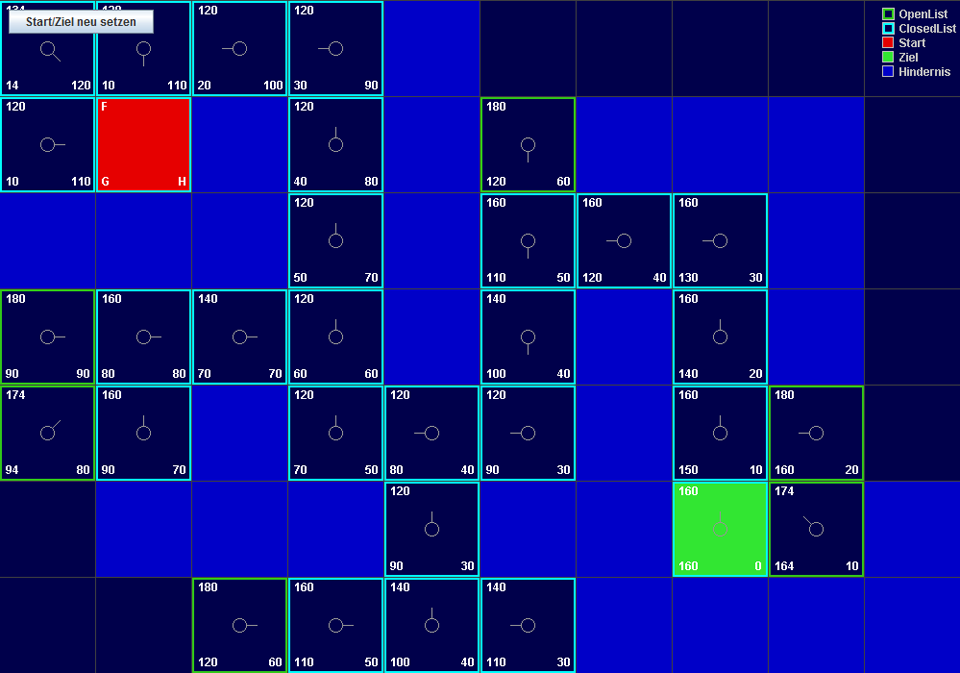 134 120 120 120
Start/Ziel neu setzen
OpenList
ClosedList
Start
Ziel
Hindernis
14 120 10 110 20 100 30 90
120 F 120 180
10 110 G H 40 80 120 60
120 160 160 160
50 70 110 50 120 40 130 30
180 160 140 120 140 160
90 90 80 80 70 70 60 60 100 40 140 20
174 160 120 120 120 160 180
94 80 90 70 70 50 80 40 90 30 150 10 160 20
120 160 174
90 30 160 0 164 10
180 160 140 140
120 60 110 50 100 40 110 30